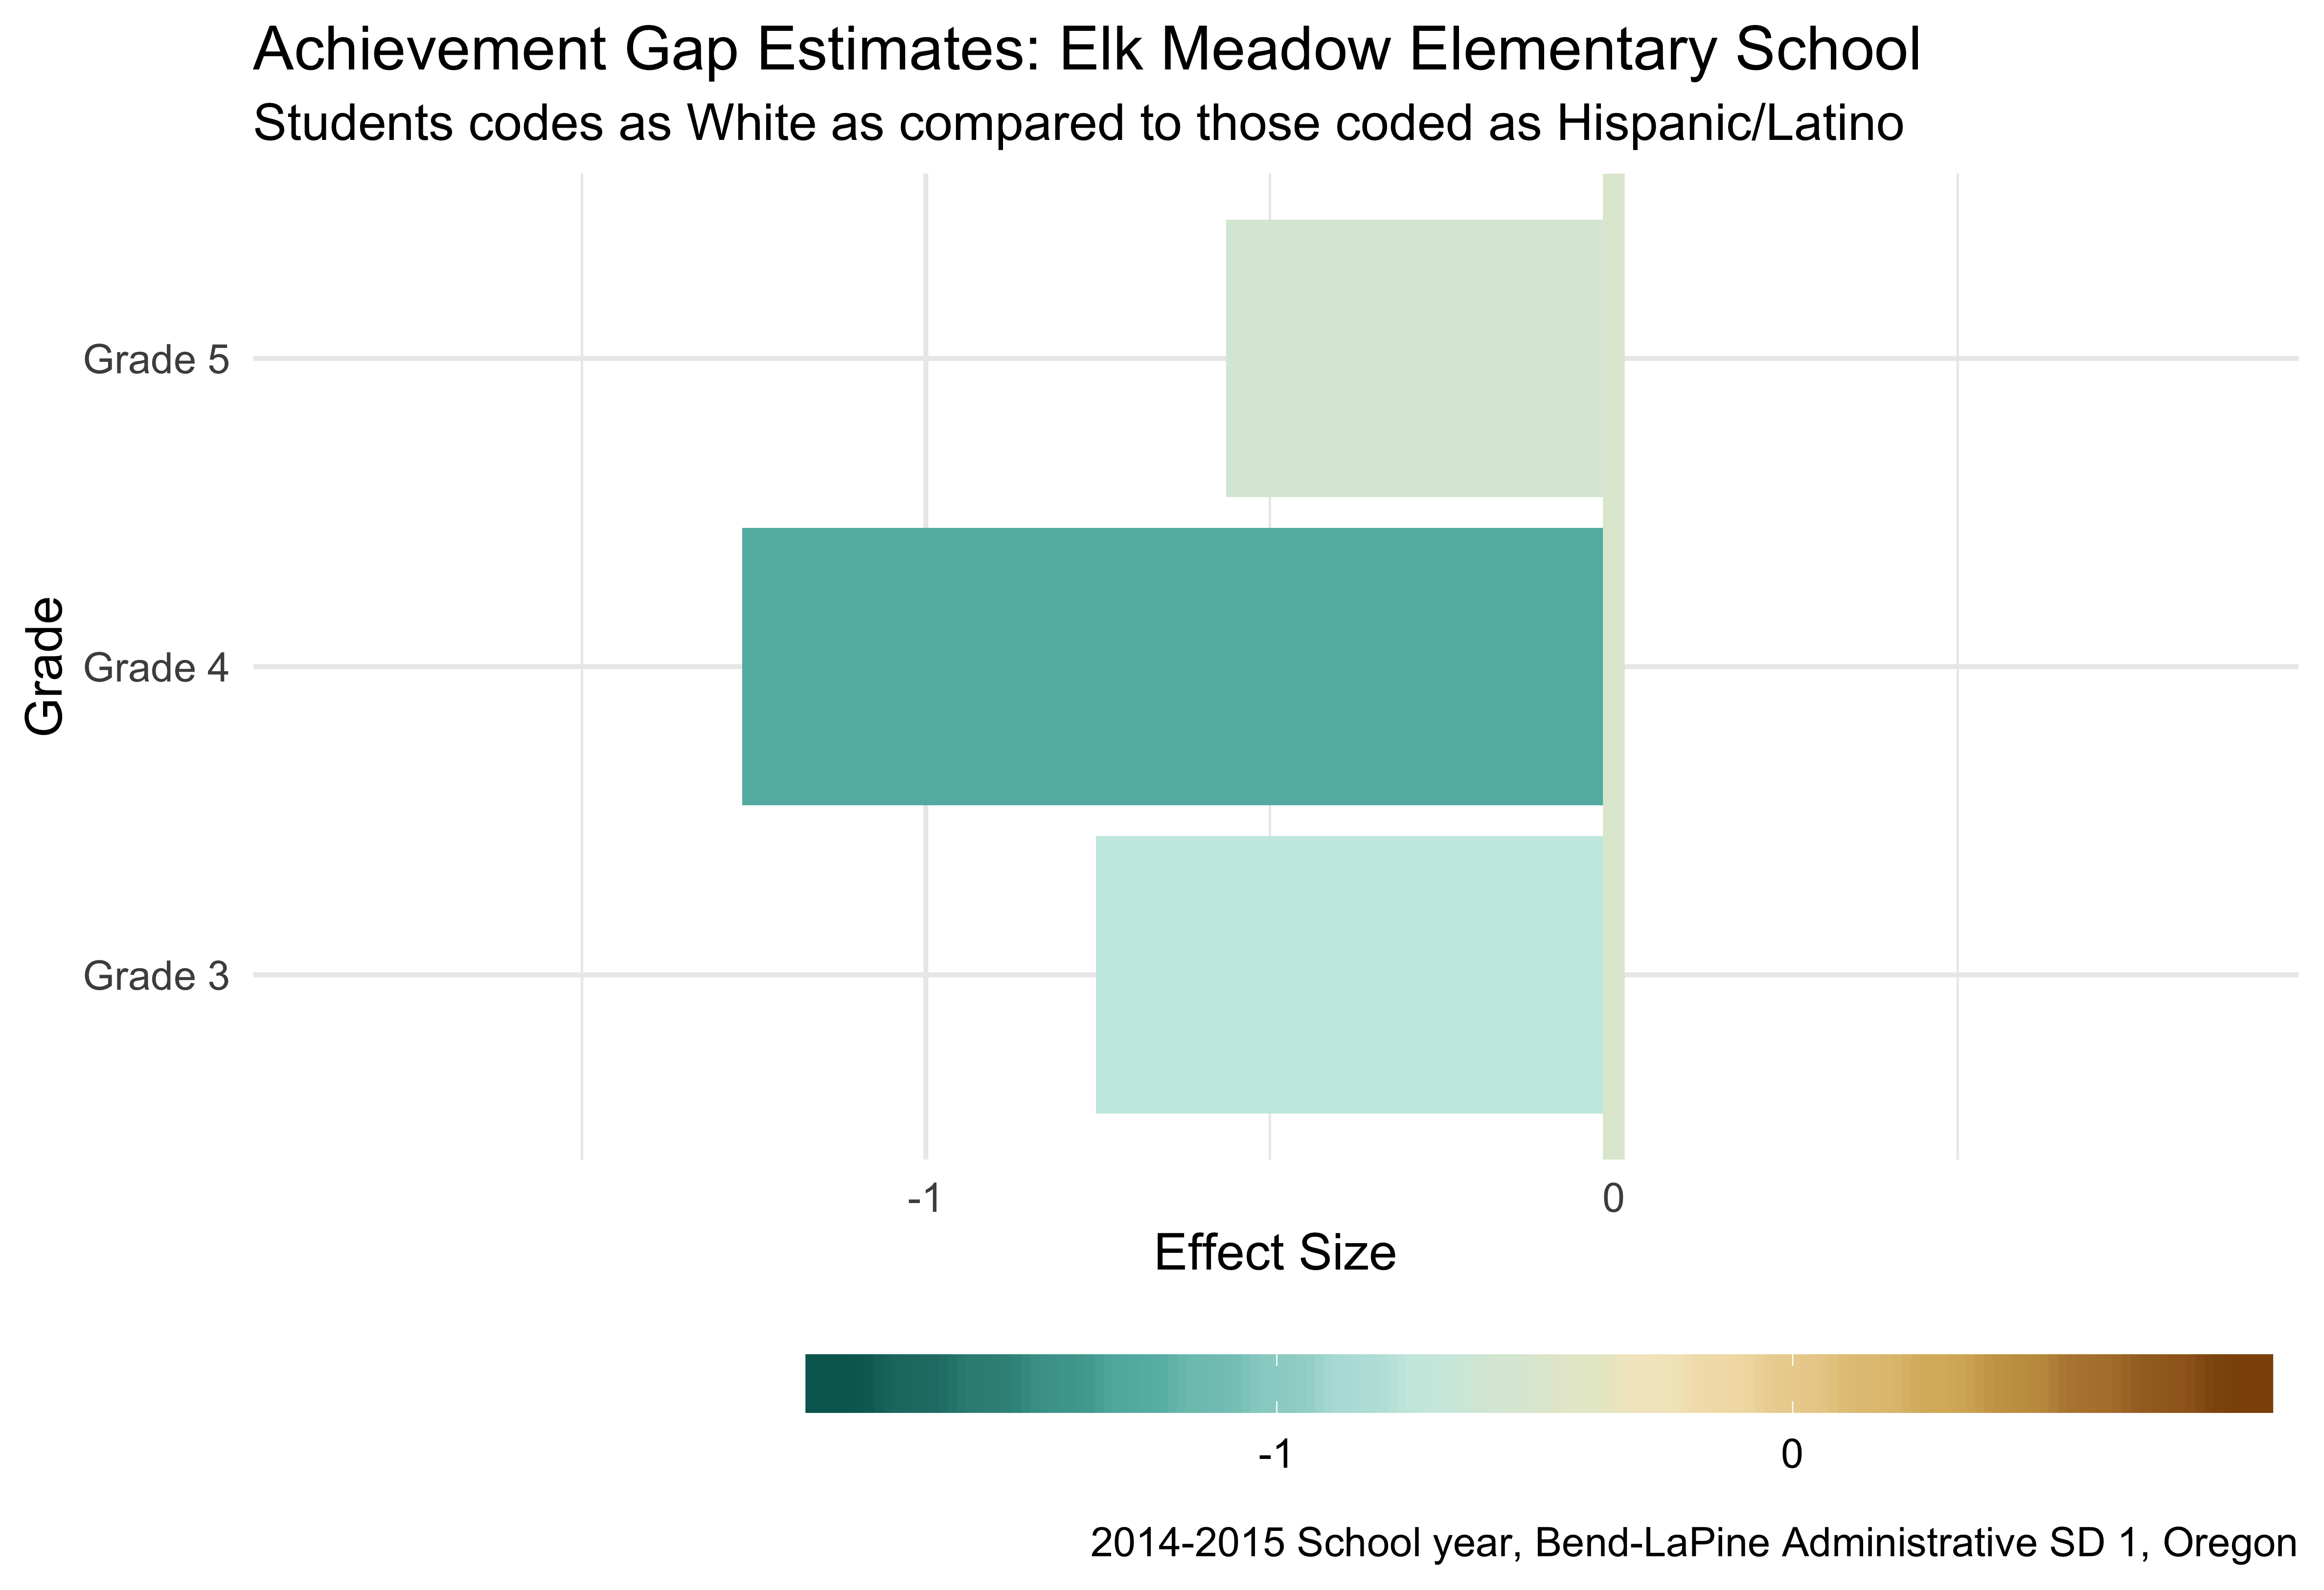 Achievement Gap Estimates: Elk Meadow Elementary School
Students codes as White as compared to those coded as Hispanic/Latino
Grade 5
Grade 4
Grade 3
Grade
-1 0
Effect Size
-1 0
2014-2015 School year, Bend-LaPine Administrative SD 1, Oregon